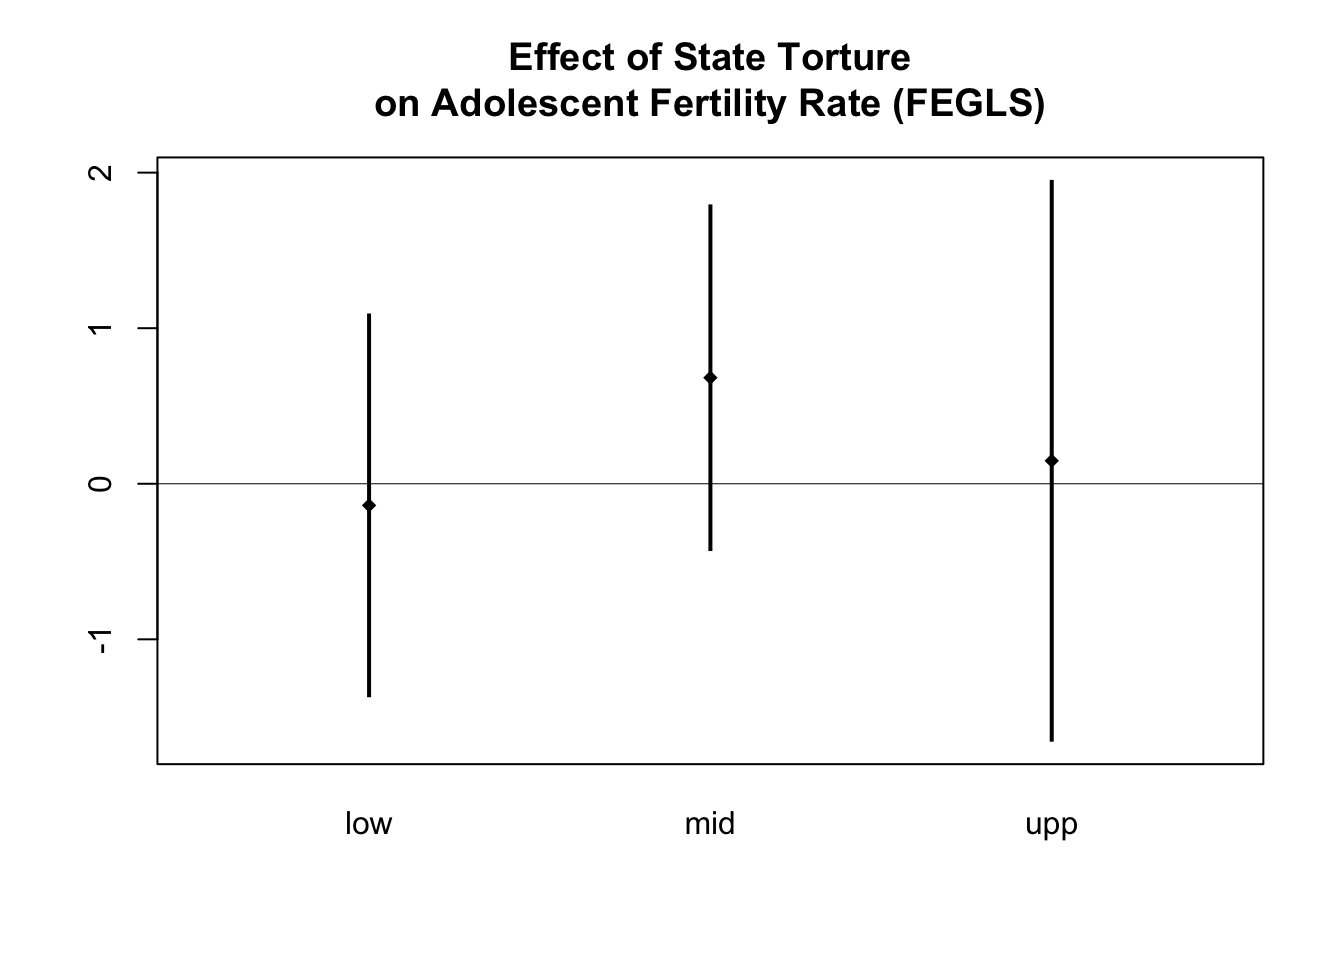 Effect of State Torture
on Adolescent Fertility Rate (FEGLS)
2
1
0
-1
low mid upp